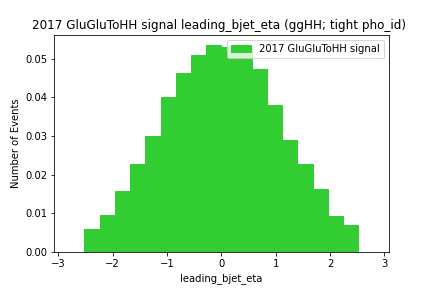 2017 GluGluToHH signal leading_bjet_eta (ggHH; tight pho_id)
2017 GluGluToHH signal
Number of Events
0.05
0.04
0.03
0.02
0.01
0.00
−3 −2 −1 0 1 2 3
leading_bjet_eta